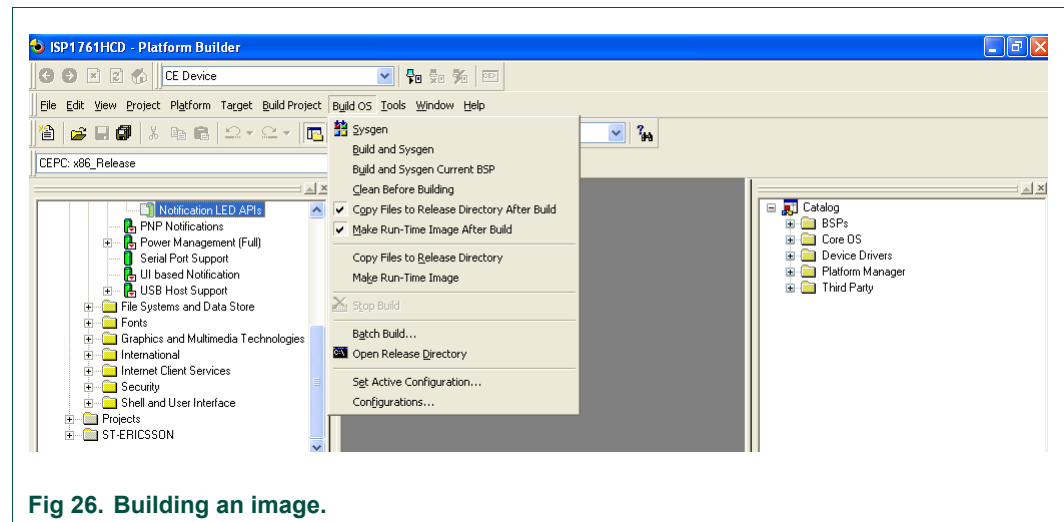 ISP1761HCD - Platform Builder
CE Device
File Edit View Project Platform Target Build Project Build OS Tools Window Help
CEPC: x86_Release
Sysgen
Build and Sysgen
Build and Sysgen Current BSP
Clean Before Building
Copy Files to Release Directory After Build
Make Run-Time Image After Build
Copy Files to Release Directory
Make Run-Time Image
Stop Build
Batch Build...
Open Release Directory
Set Active Configuration...
Configurations...
Notification LED APIs
PNP Notifications
Power Management (Full)
Serial Port Support
UI based Notification
USB Host Support
File Systems and Data Store
Fonts
Graphics and Multimedia Technologies
International
Internet Client Services
Security
Shell and User Interface
Projects
ST-ERICSSON
Catalog
BSPs
Core OS
Device Drivers
Platform Manager
Third Party
Fig 26. Building an image.